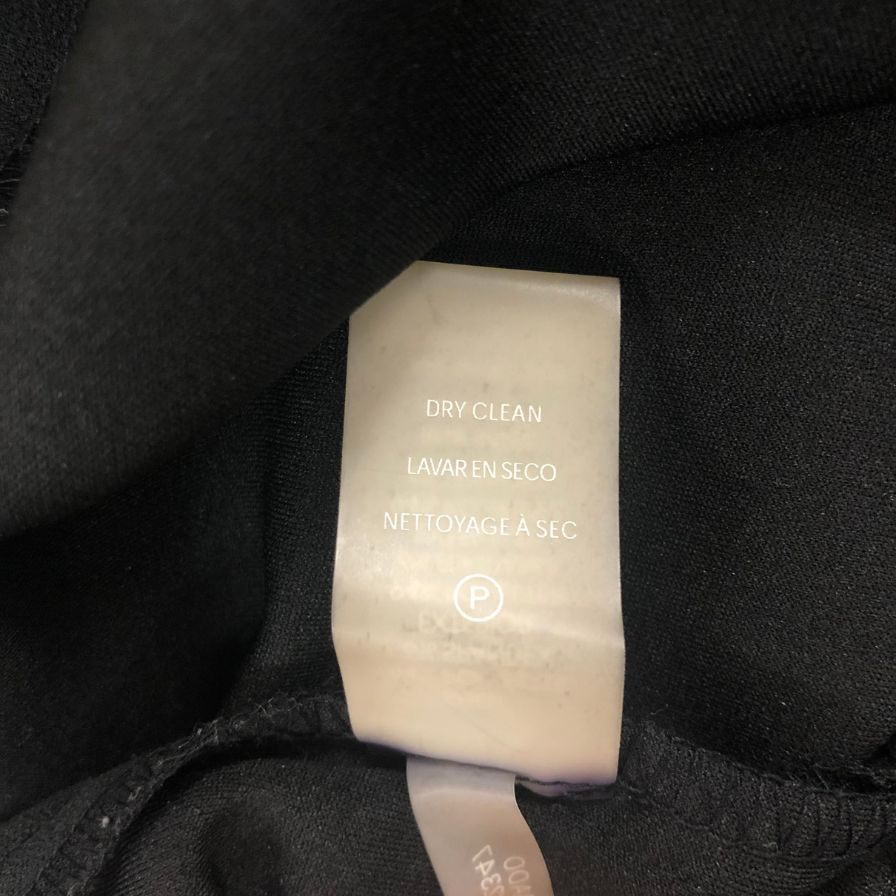 DRY CLEAN
LAVAR EN SECO
NETTOYAGE À SEC
P